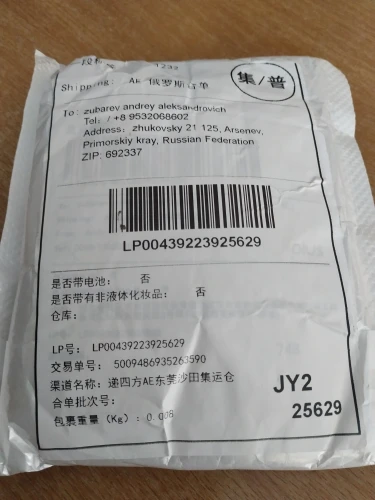 1232
集/普
Shipping: AE/俄罗斯合单
To: zubarev andrey aleksandrovich
Tel: /+8 9532068602
Address: zhukovsky 21 125, Arsenev,
Primorskiy kray, Russian Federation
ZIP: 692337
LP00439223925629
是否带电池: 否
是否带有非液体化妆品: 否
仓库:
LP号: LP00439223925629
交易单号: 5009486935263590
渠道名称: 递四方AE东莞沙田集运仓
合单批次号:
包裹重量(Kg): 0.008
JY2
25629